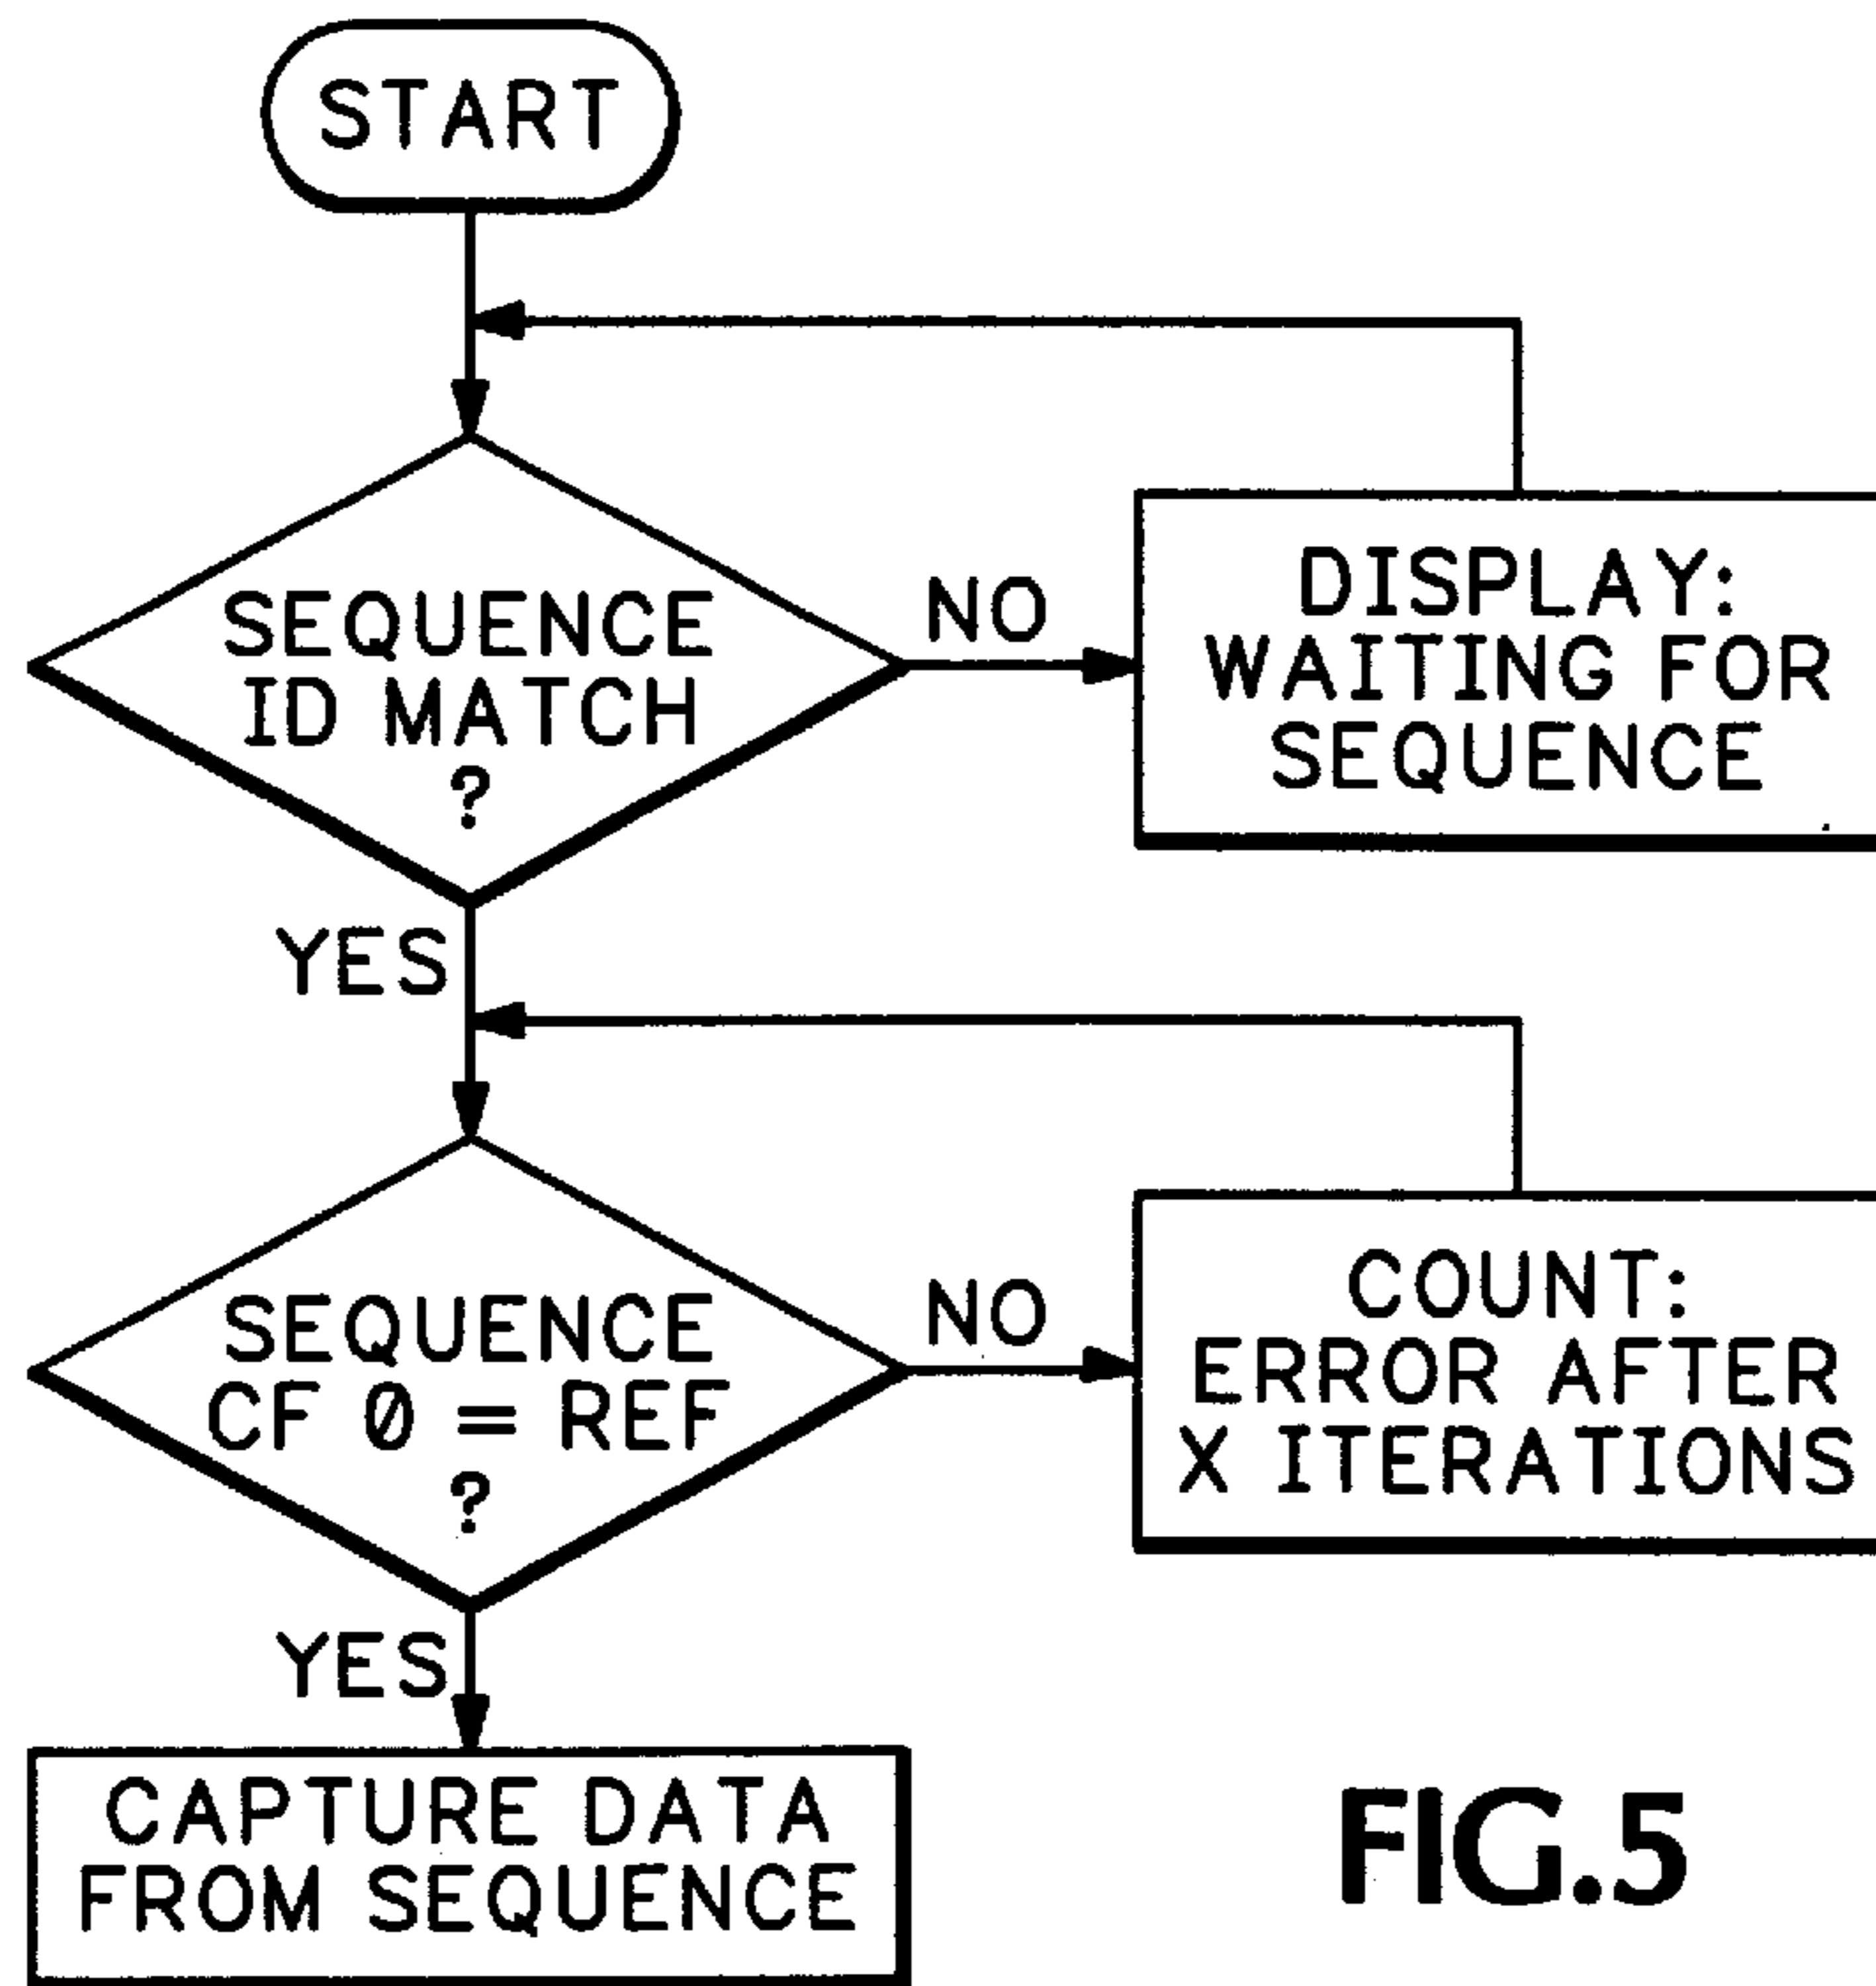 START
SEQUENCE
ID MATCH
?
NO
DISPLAY:
WAITING FOR
SEQUENCE
YES
SEQUENCE
CF 0 = REF
?
NO
COUNT:
ERROR AFTER
X ITERATIONS
YES
CAPTURE DATA
FROM SEQUENCE
FIG.5